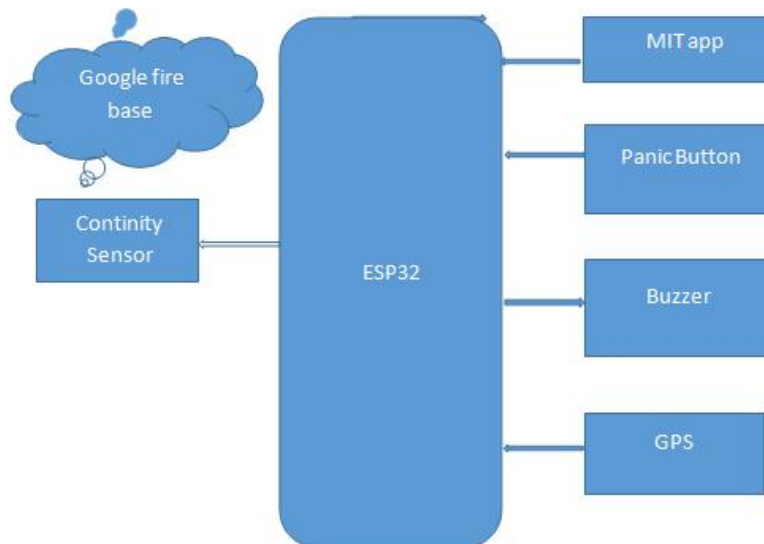 Google fire
base
Continity
Sensor
ESP32
MIT app
Panic Button
Buzzer
GPS